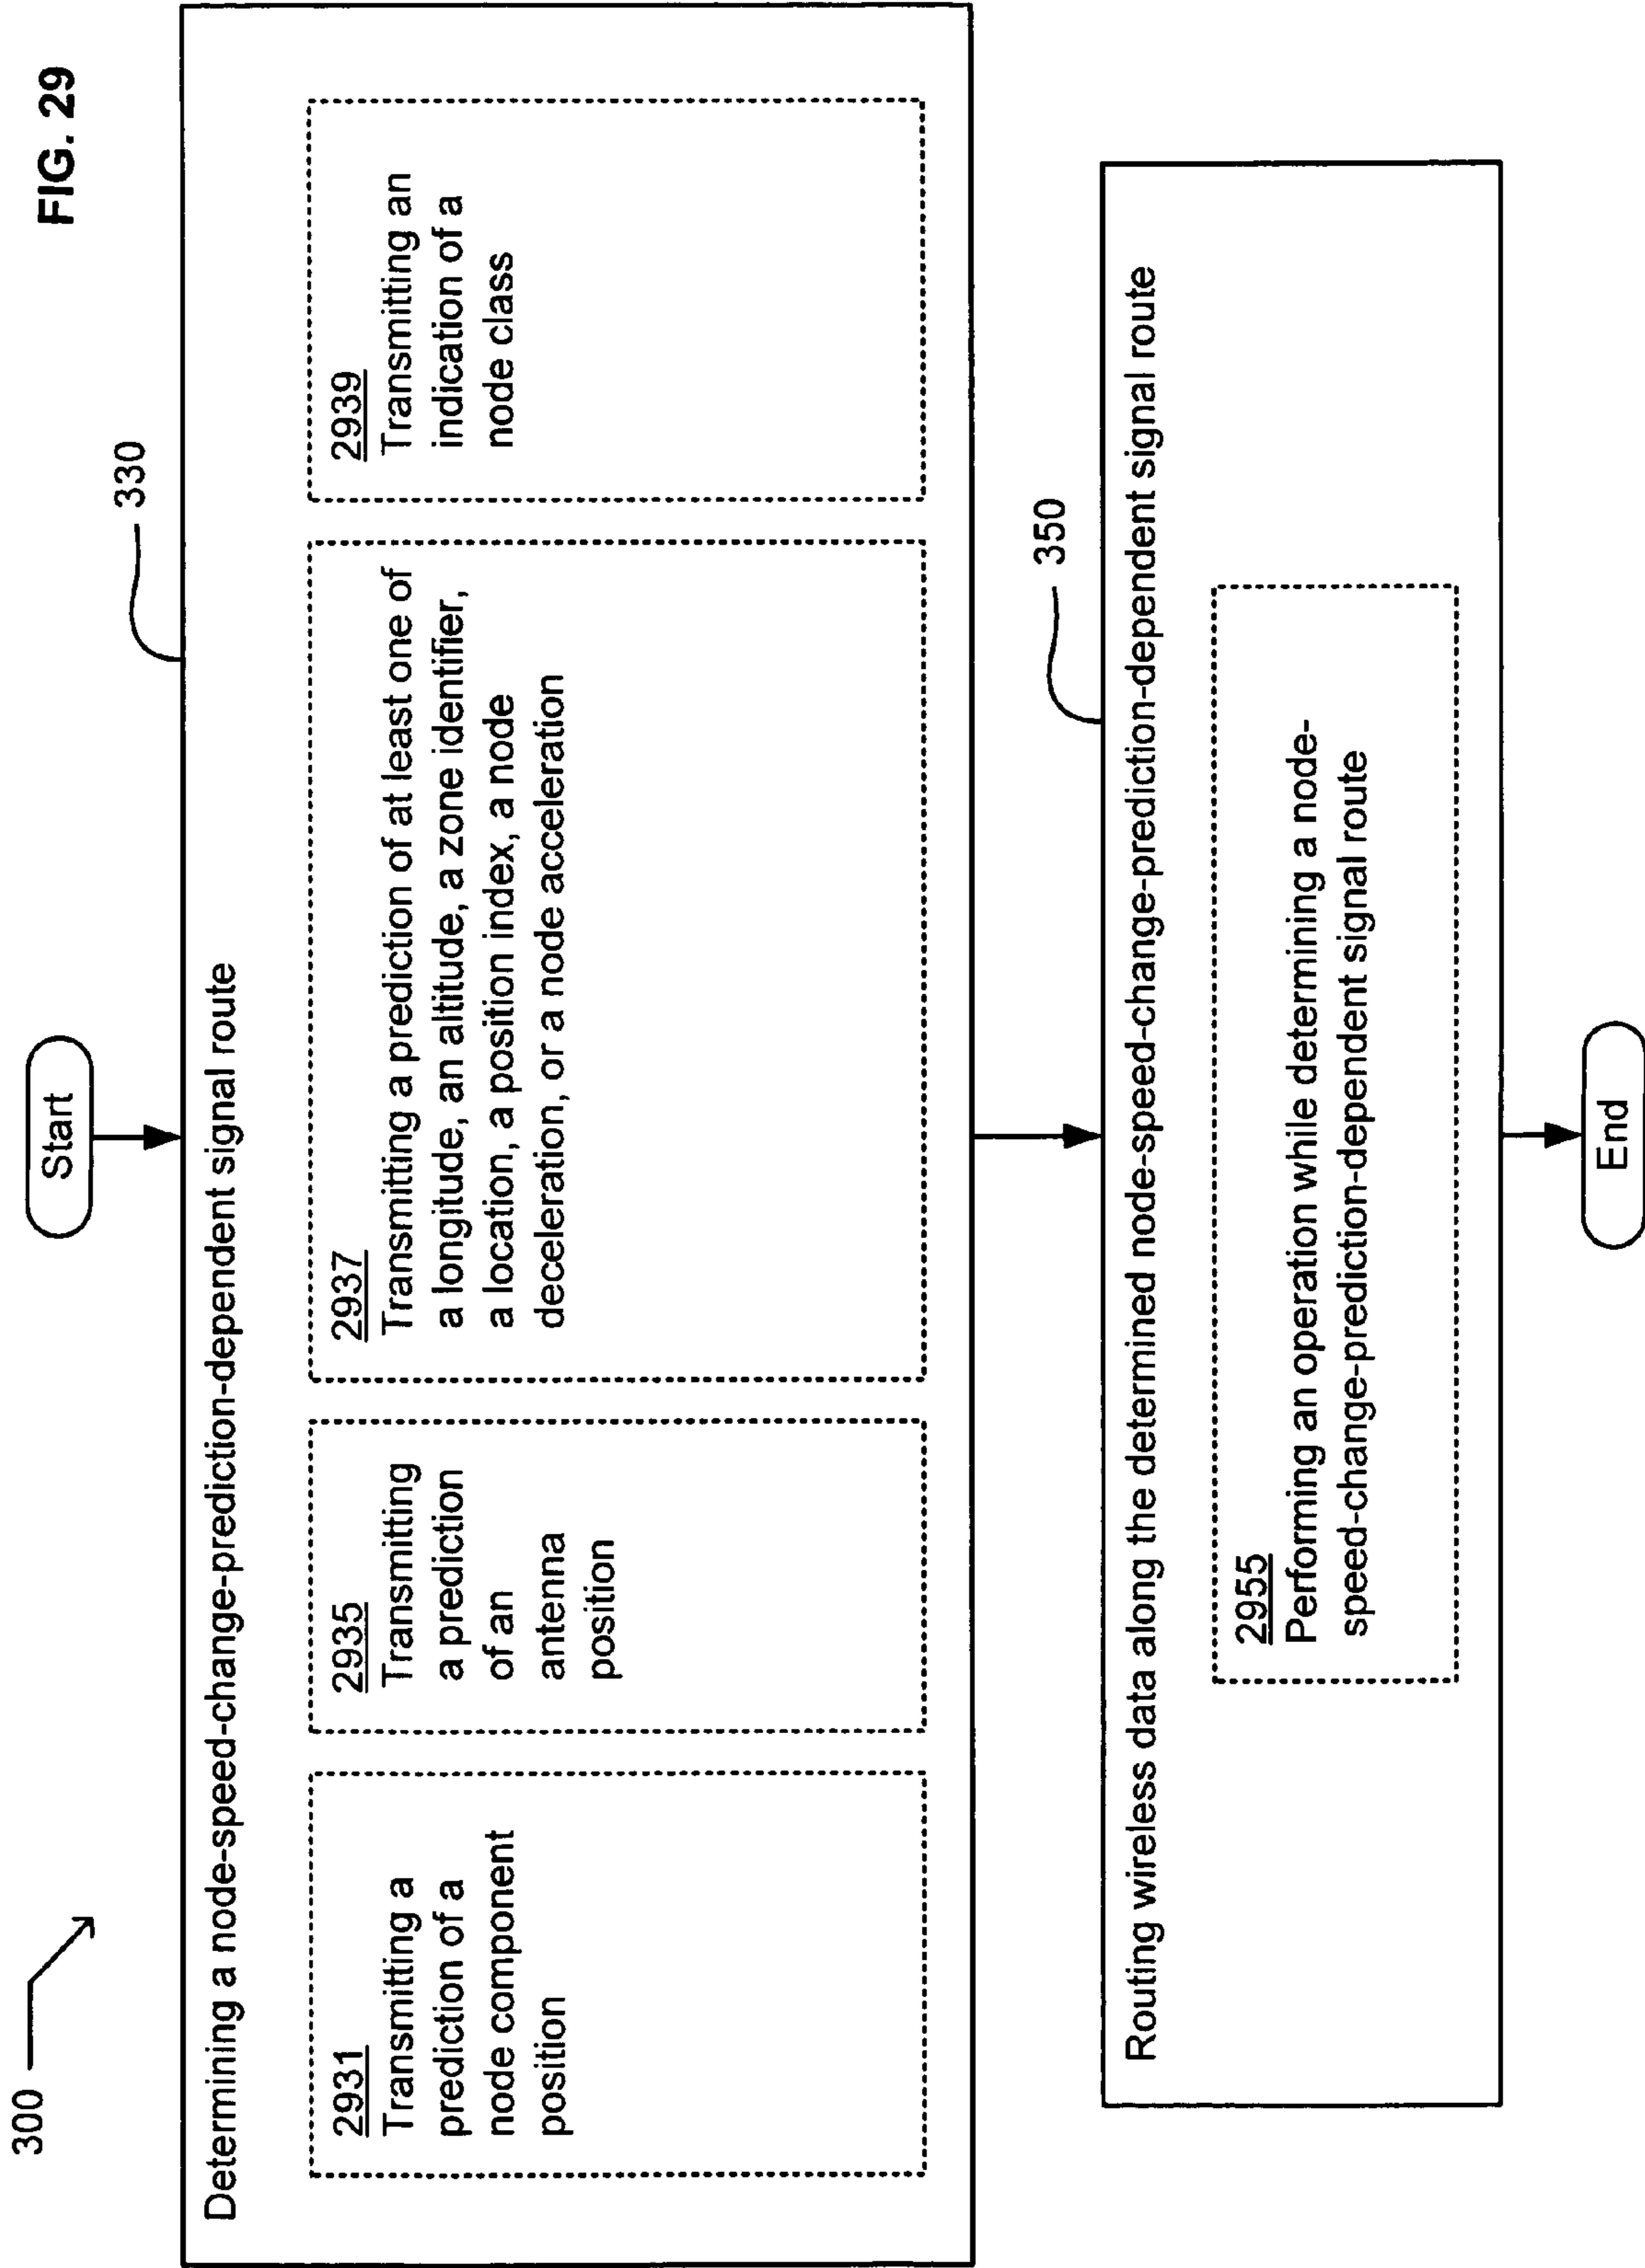 FIG. 29
300
Start
330
Determining a node-speed-change-prediction-dependent signal route
2931
Transmitting a
prediction of a
node component
position
2935
Transmitting
a prediction
of an
antenna
position
2937
Transmitting a prediction of at least one of
a longitude, an altitude, a zone identifier,
a location, a position index, a node
deceleration, or a node acceleration
2939
Transmitting an
indication of a
node class
350
Routing wireless data along the determined node-speed-change-prediction-dependent signal route
2955
Performing an operation while determining a node-
speed-change-prediction-dependent signal route
End